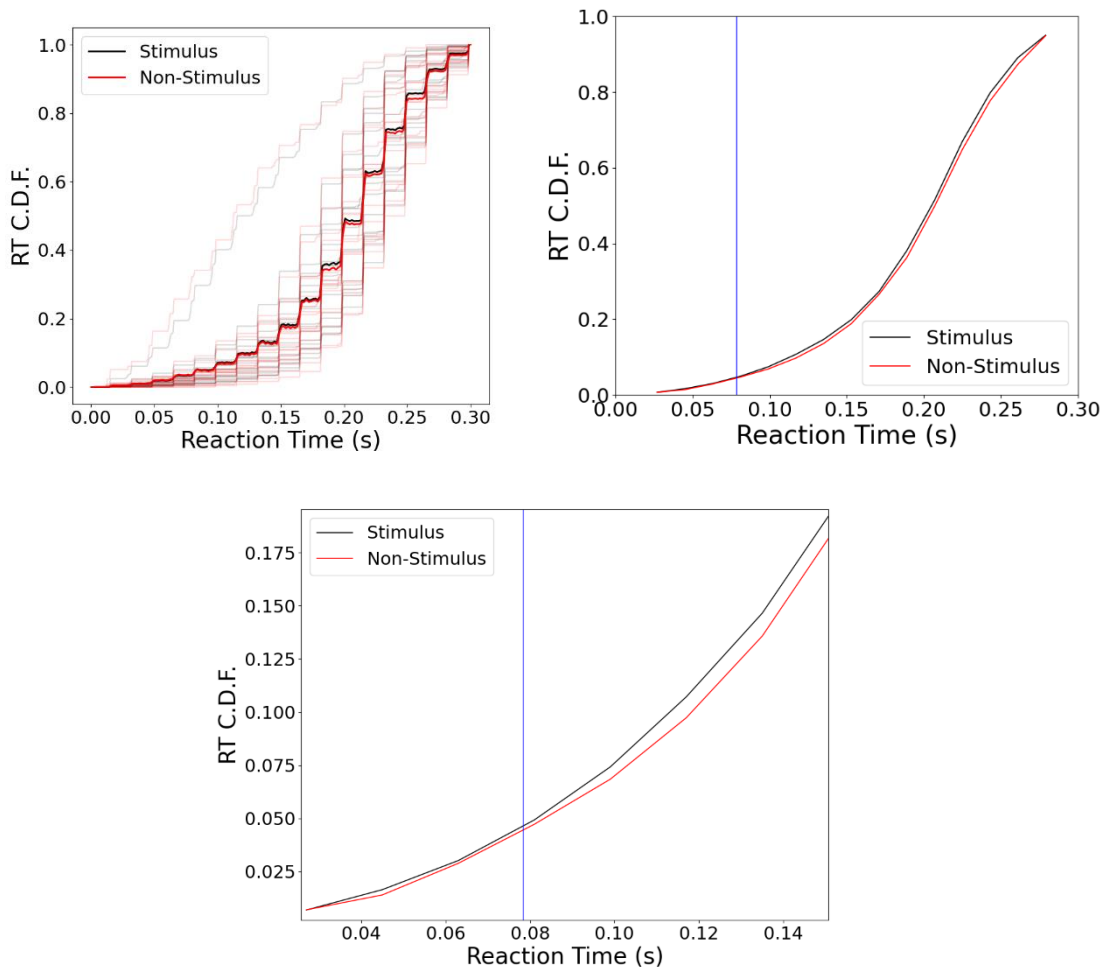 1.0
0.8
0.6
0.4
0.2
0.0
RT C.D.F.
Stimulus
Non-Stimulus
0.00 0.05 0.10 0.15 0.20 0.25 0.30
Reaction Time (s)
1.0
0.8
0.6
0.4
0.2
0.0
RT C.D.F.
Stimulus
Non-Stimulus
0.00 0.05 0.10 0.15 0.20 0.25 0.30
Reaction Time (s)
Stimulus
Non-Stimulus
0.175
0.150
0.125
0.100
0.075
0.050
0.025
RT C.D.F.
0.04 0.06 0.08 0.10 0.12 0.14
Reaction Time (s)